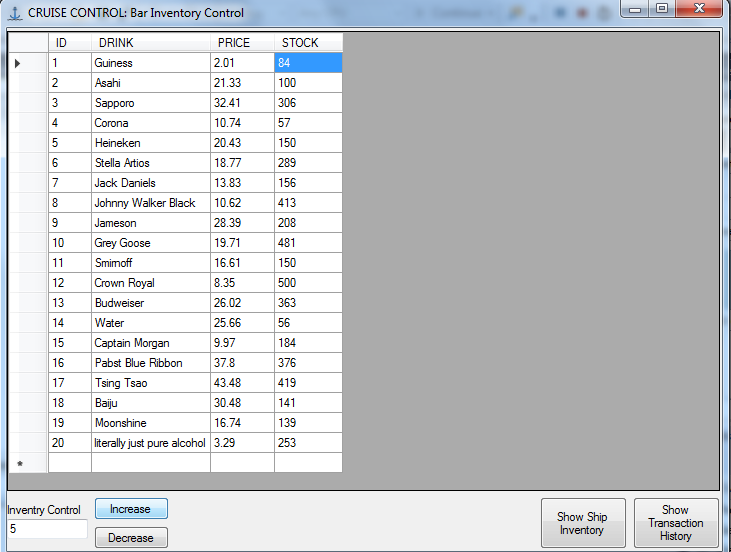 CRUISE CONTROL: Bar Inventory Control
ID DRINK PRICE STOCK
1 Guiness 2.01 84
2 Asahi 21.33 100
3 Sapporo 32.41 306
4 Corona 10.74 57
5 Heineken 20.43 150
6 Stella Artios 18.77 289
7 Jack Daniels 13.83 156
8 Johnny Walker Black 10.62 413
9 Jameson 28.39 208
10 Grey Goose 19.71 481
11 Smirnoff 16.61 150
12 Crown Royal 8.35 500
13 Budweiser 26.02 363
14 Water 25.66 56
15 Captain Morgan 9.97 184
16 Pabst Blue Ribbon 37.8 376
17 Tsing Tsao 43.48 419
18 Baiju 30.48 141
19 Moonshine 16.74 139
20 literally just pure alcohol 3.29 253
Inventry Control
5
Increase
Decrease
Show Ship
Inventory
Show
Transaction
History